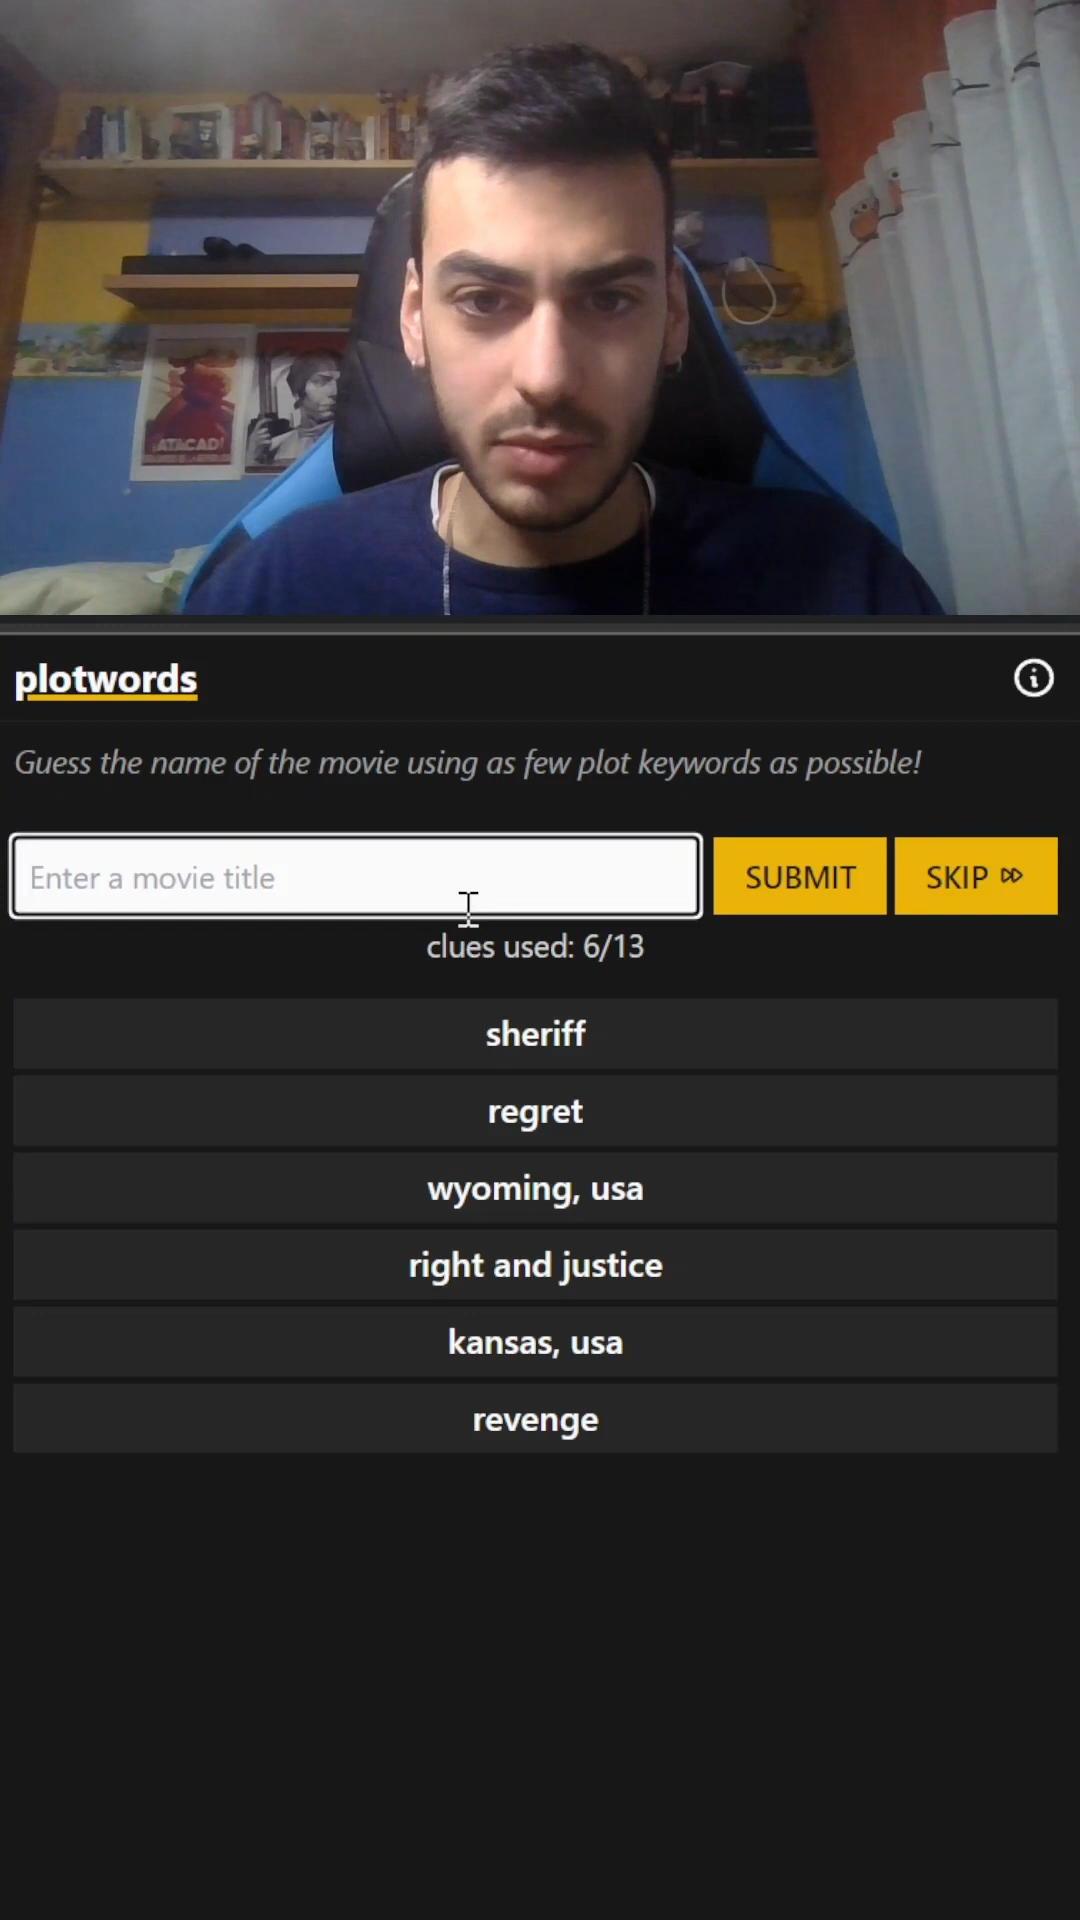 ¡ATACAD!
plotwords
Guess the name of the movie using as few plot keywords as possible!
Enter a movie title
SUBMIT
SKIP
clues used: 6/13
sheriff
regret
wyoming, usa
right and justice
kansas, usa
revenge